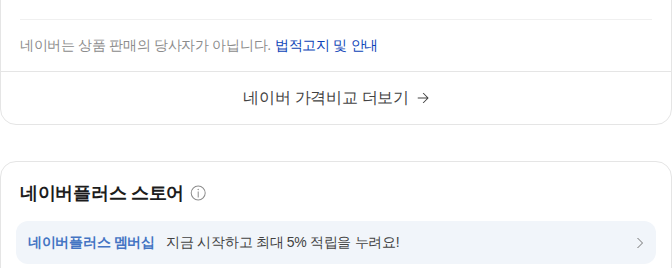 네이버는 상품 판매의 당사자가 아닙니다. 법적고지 및 안내
네이버 가격비교 더보기 →
네이버플러스 스토어
네이버플러스 멤버십 지금 시작하고 최대 5% 적립을 누려요!